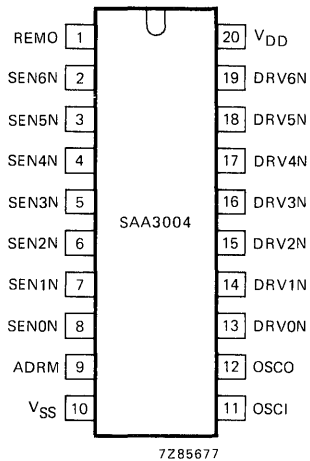 REMO 1 20 VDD
SEN6N 2 19 DRV6N
SEN5N 3 18 DRV5N
SEN4N 4 17 DRV4N
SEN3N 5 16 DRV3N
SAA3004
SEN2N 6 15 DRV2N
SEN1N 7 14 DRV1N
SEN0N 8 13 DRV0N
ADRM 9 12 OSCO
VSS 10 11 OSCI
7Z85677